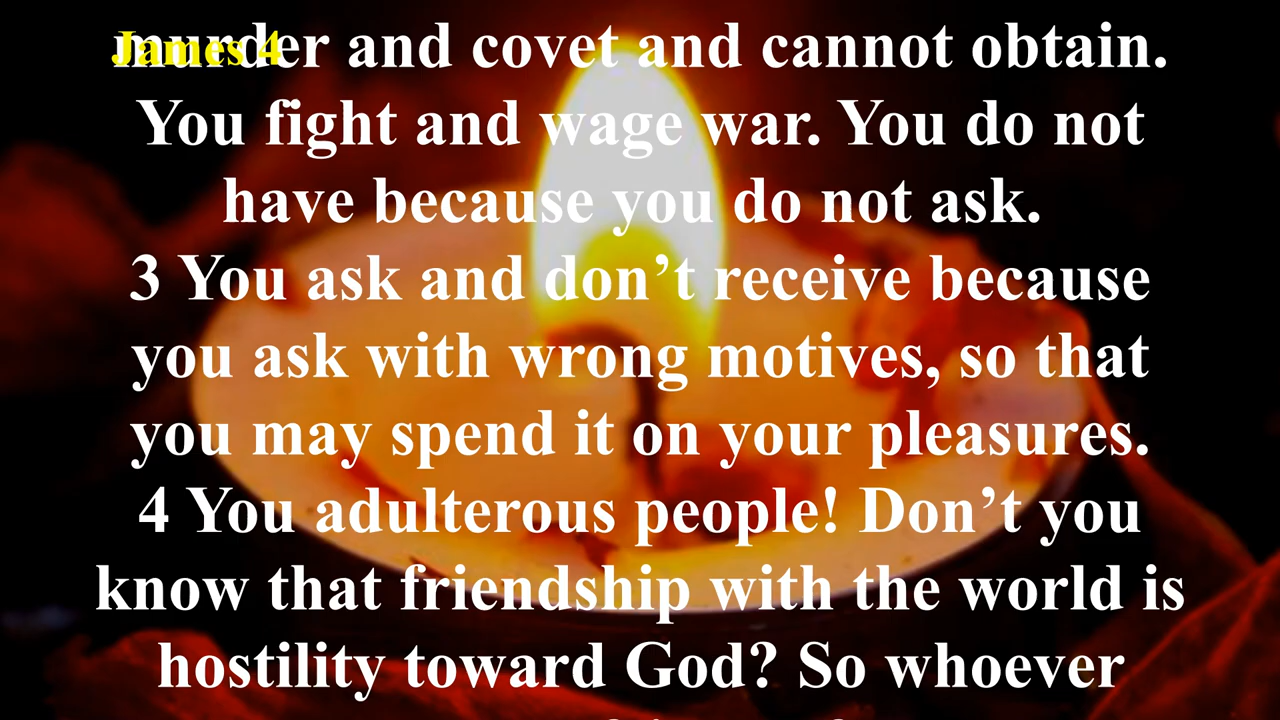 James 4
murder and covet and cannot obtain.
You fight and wage war. You do not
have because you do not ask.
3 You ask and don’t receive because
you ask with wrong motives, so that
you may spend it on your pleasures.
4 You adulterous people! Don’t you
know that friendship with the world is
hostility toward God? So whoever